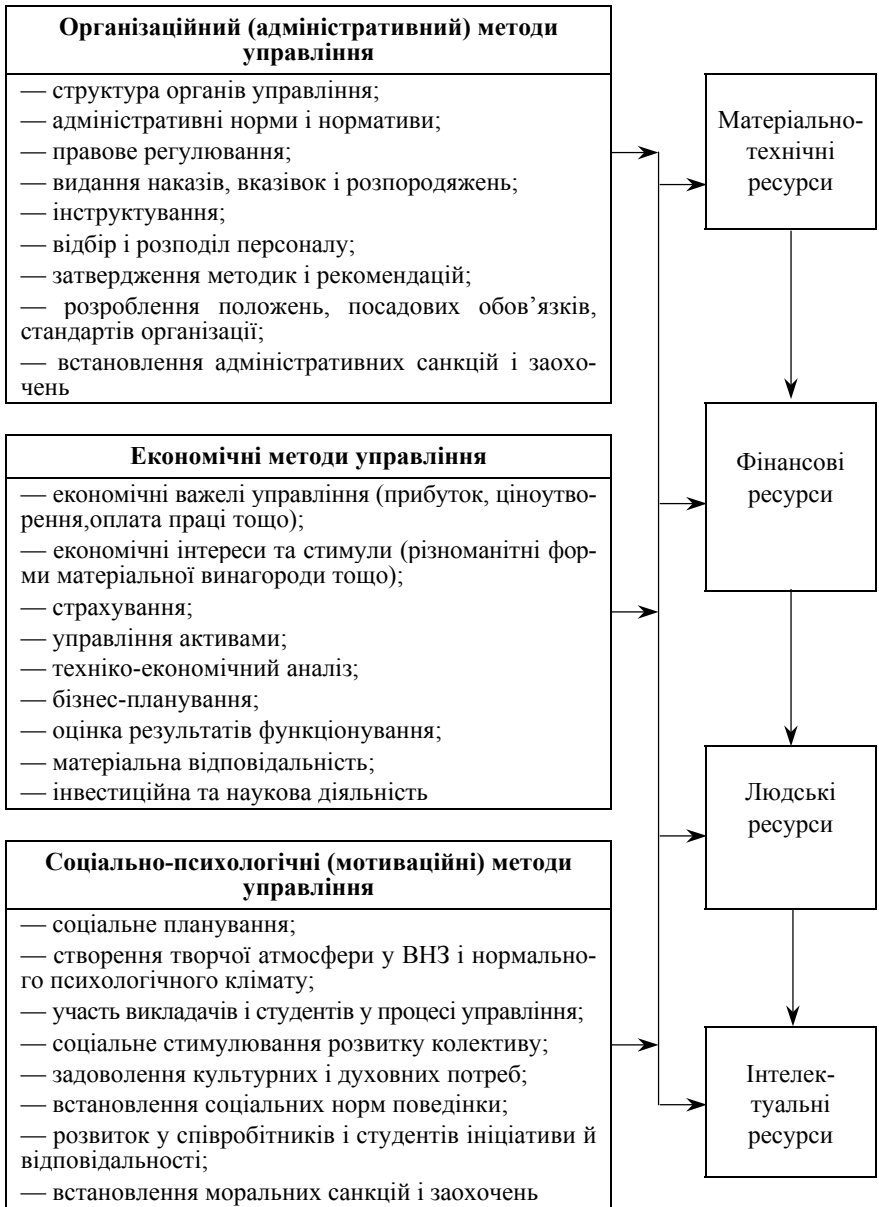 Організаційний (адміністративний) методи
управління
— структура органів управління;
— адміністративні норми і нормативи;
— правове регулювання;
— видання наказів, вказівок і розпородяжень;
— інструктування;
— відбір і розподіл персоналу;
— затвердження методик і рекомендацій;
— розроблення положень, посадових обов’язків,
стандартів організації;
— встановлення адміністративних санкцій і заохо-
чень
Економічні методи управління
— економічні важелі управління (прибуток, ціноутво-
рення,оплата праці тощо);
— економічні інтереси та стимули (різноманітні фор-
ми матеріальної винагороди тощо);
— страхування;
— управління активами;
— техніко-економічний аналіз;
— бізнес-планування;
— оцінка результатів функціонування;
— матеріальна відповідальність;
— інвестиційна та наукова діяльність
Соціально-психологічні (мотиваційні) методи
управління
— соціальне планування;
— створення творчої атмосфери у ВНЗ і нормально-
го психологічного клімату;
— участь викладачів і студентів у процесі управління;
— соціальне стимулювання розвитку колективу;
— задоволення культурних і духовних потреб;
— встановлення соціальних норм поведінки;
— розвиток у співробітників і студентів ініціативи й
відповідальності;
— встановлення моральних санкцій і заохочень
Матеріально-
технічні
ресурси
Фінансові
ресурси
Людські
ресурси
Інтелек-
туальні
ресурси